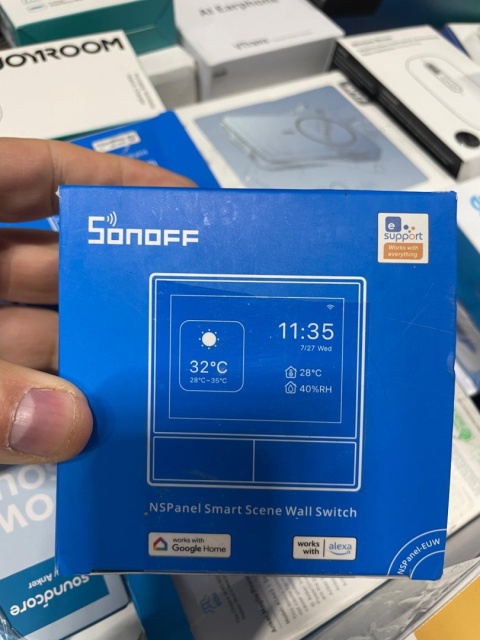 JOYROOM
AI Earphone
SONOFF
e
support
Works with
everything
11:35
7/27 Wed
32°C
28°C~35°C
28°C
40%RH
NSPanel Smart Scene Wall Switch
works with
Google Home
works
with
alexa
NSPanel-EUW
soundcore
Anker